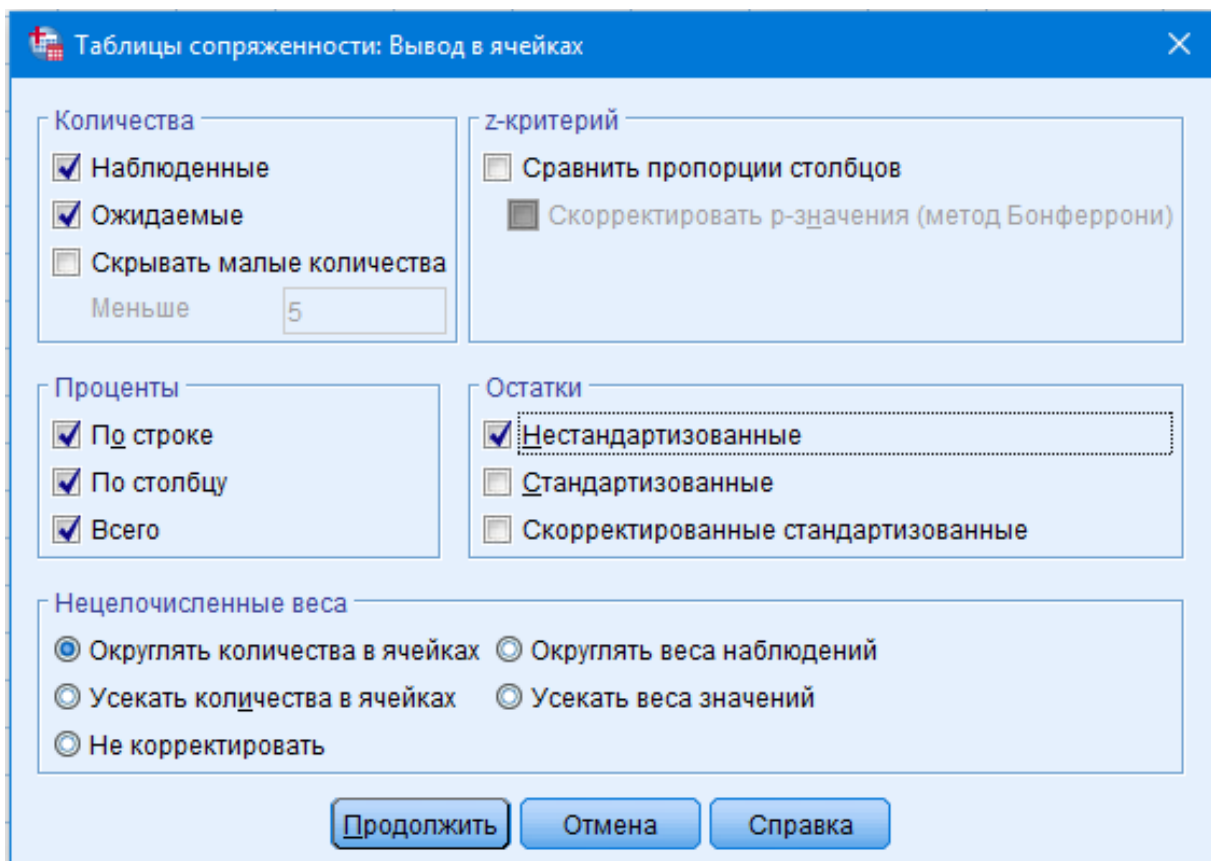 Таблицы сопряженности: Вывод в ячейках
Количества
Наблюденные
Ожидаемые
Скрывать малые количества
Меньше 5
z-критерий
Сравнить пропорции столбцов
Скорректировать p-значения (метод Бонферрони)
Проценты
По строке
По столбцу
Всего
Остатки
Нестандартизованные
Стандартизованные
Скорректированные стандартизованные
Нецелочисленные веса
Округлять количества в ячейках Округлять веса наблюдений
Усекать количества в ячейках Усекать веса значений
Не корректировать
Продолжить Отмена Справка